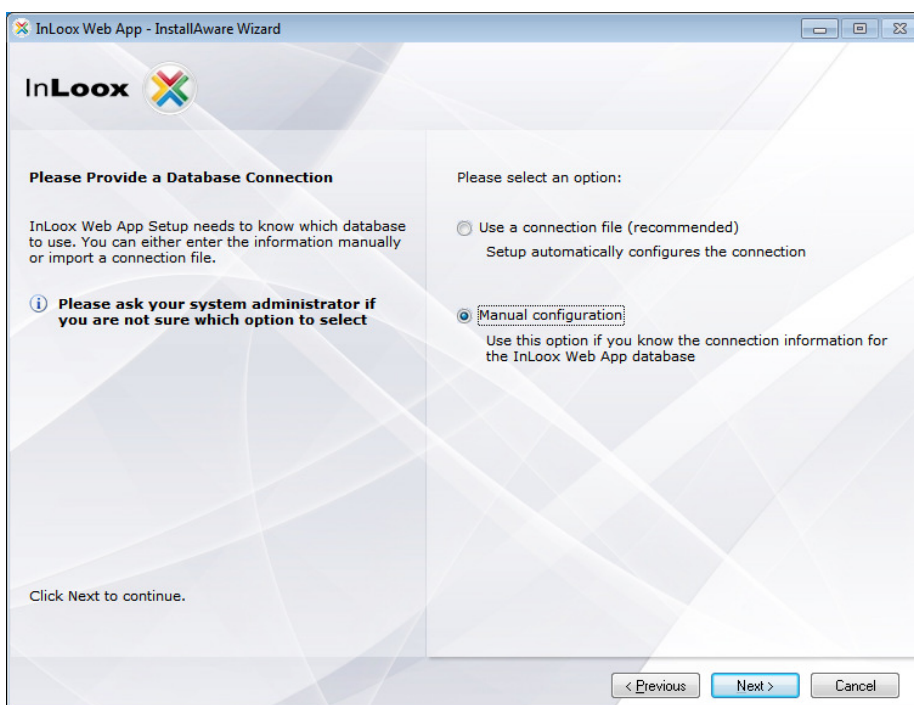 InLoox Web App - InstallAware Wizard
InLoox
Please Provide a Database Connection
InLoox Web App Setup needs to know which database
to use. You can either enter the information manually
or import a connection file.
Please ask your system administrator if
you are not sure which option to select
Click Next to continue.
Please select an option:
Use a connection file (recommended)
Setup automatically configures the connection
Manual configuration
Use this option if you know the connection information for
the InLoox Web App database
< Previous
Next >
Cancel